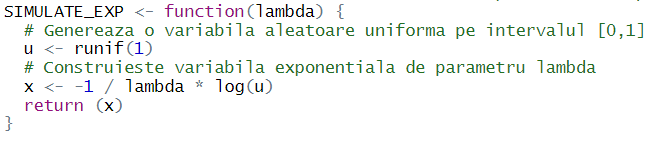 SIMULATE_EXP <- function(lambda) {
  # Genereaza o variabila aleatoare uniforma pe intervalul [0,1]
  u <- runif(1)
  # Construieste variabila exponentiala de parametru lambda
  x <- -1 / lambda * log(u)
  return (x)
}